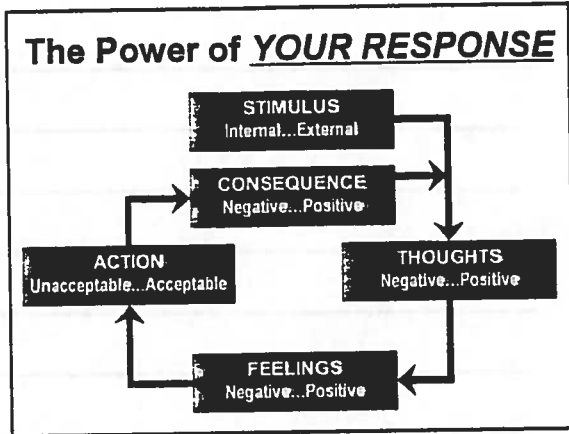 The Power of YOUR RESPONSE
STIMULUS
Internal...External
CONSEQUENCE
Negative...Positive
ACTION
Unacceptable...Acceptable
THOUGHTS
Negative...Positive
FEELINGS
Negative...Positive